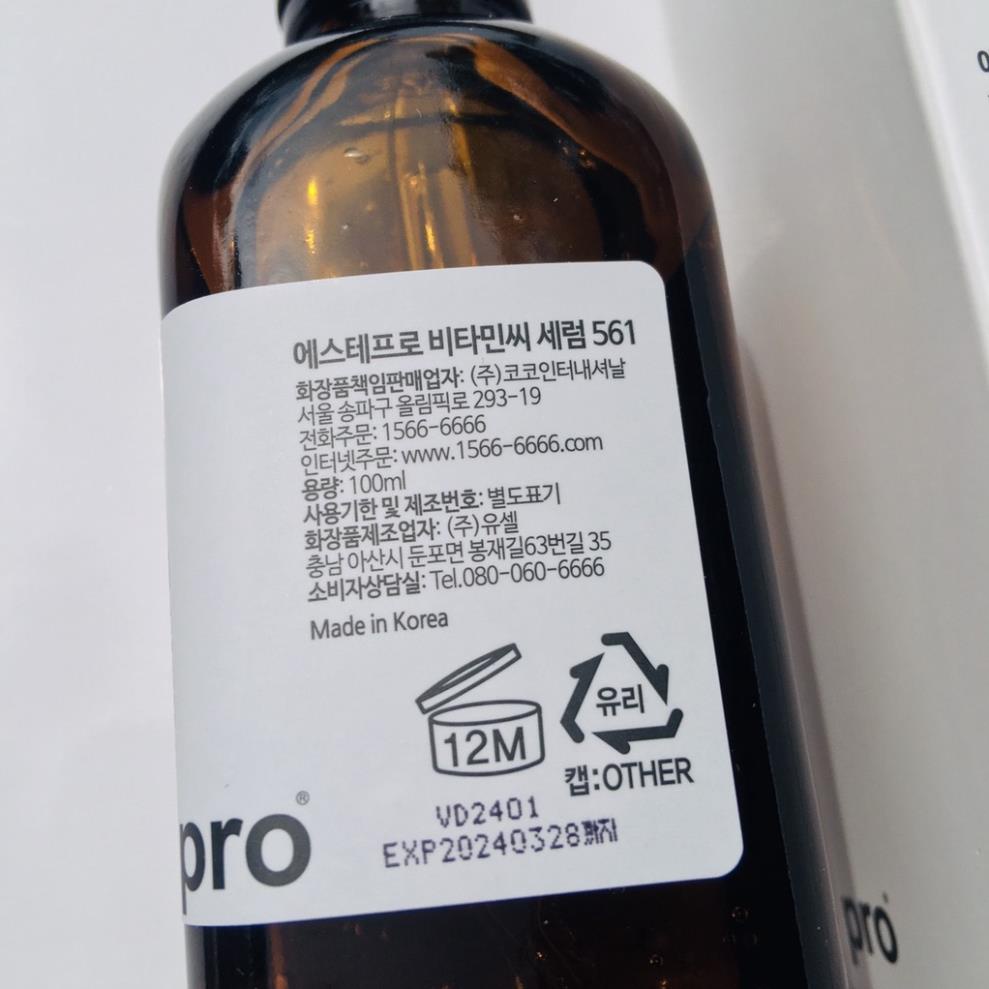 에스테프로 비타민씨 세럼 561
화장품책임판매업자: (주)코코인터내셔날
서울 송파구 올림픽로 293-19
전화주문: 1566-6666
인터넷주문: www.1566-6666.com
용량: 100ml
사용기한 및 제조번호: 별도표기
화장품제조업자: (주)유셀
충남 아산시 둔포면 봉재길63번길 35
소비자상담실: Tel.080-060-6666
Made in Korea
12M
유리
캡:OTHER
VD2401
EXP20240328까지
pro®
pro